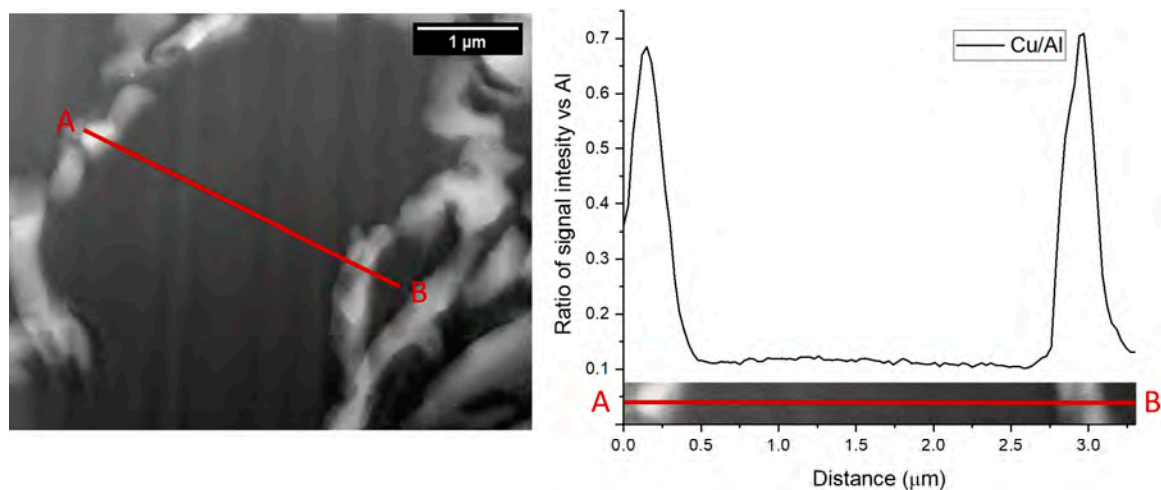 1 µm
A
B
Cu/Al
Ratio of signal intesity vs Al
0.7
0.6
0.5
0.4
0.3
0.2
0.1
A
B
0.0 0.5 1.0 1.5 2.0 2.5 3.0
Distance (µm)